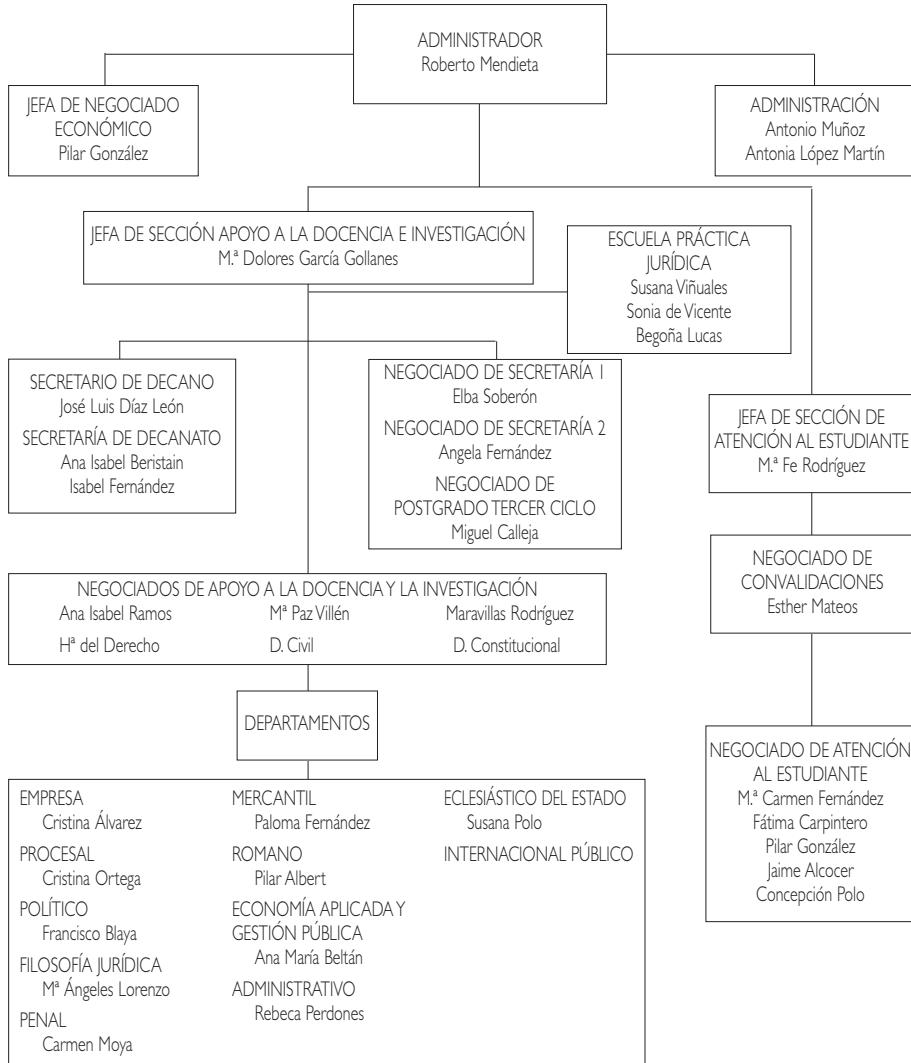 ADMINISTRADOR
Roberto Mendieta
JEFA DE NEGOCIADO
ECONÓMICO
Pilar González
ADMINISTRACIÓN
Antonio Muñoz
Antonia López Martín
JEFA DE SECCIÓN APOYO A LA DOCENCIA E INVESTIGACIÓN
M.ª Dolores García Gollanes
ESCUELA PRÁCTICA
JURÍDICA
Susana Viñuales
Sonia de Vicente
Begoña Lucas
SECRETARIO DE DECANO
José Luis Díaz León
SECRETARÍA DE DECANATO
Ana Isabel Beristain
Isabel Fernández
NEGOCIADO DE SECRETARÍA 1
Elba Soberón
NEGOCIADO DE SECRETARÍA 2
Angela Fernández
NEGOCIADO DE
POSTGRADO TERCER CICLO
Miguel Calleja
JEFA DE SECCIÓN DE
ATENCIÓN AL ESTUDIANTE
M.ª Fe Rodríguez
NEGOCIADO DE
CONVALIDACIONES
Esther Mateos
NEGOCIADOS DE APOYO A LA DOCENCIA Y LA INVESTIGACIÓN
Ana Isabel Ramos Mª Paz Villén Maravillas Rodríguez
Hª del Derecho D. Civil D. Constitucional
DEPARTAMENTOS
NEGOCIADO DE ATENCIÓN
AL ESTUDIANTE
M.ª Carmen Fernández
Fátima Carpintero
Pilar González
Jaime Alcocer
Concepción Polo
EMPRESA
Cristina Álvarez
PROCESAL
Cristina Ortega
POLÍTICO
Francisco Blaya
FILOSOFÍA JURÍDICA
Mª Ángeles Lorenzo
PENAL
Carmen Moya
MERCANTIL
Paloma Fernández
ROMANO
Pilar Albert
ECONOMÍA APLICADA Y
GESTIÓN PÚBLICA
Ana María Beltán
ADMINISTRATIVO
Rebeca Perdones
ECLESIÁSTICO DEL ESTADO
Susana Polo
INTERNACIONAL PÚBLICO